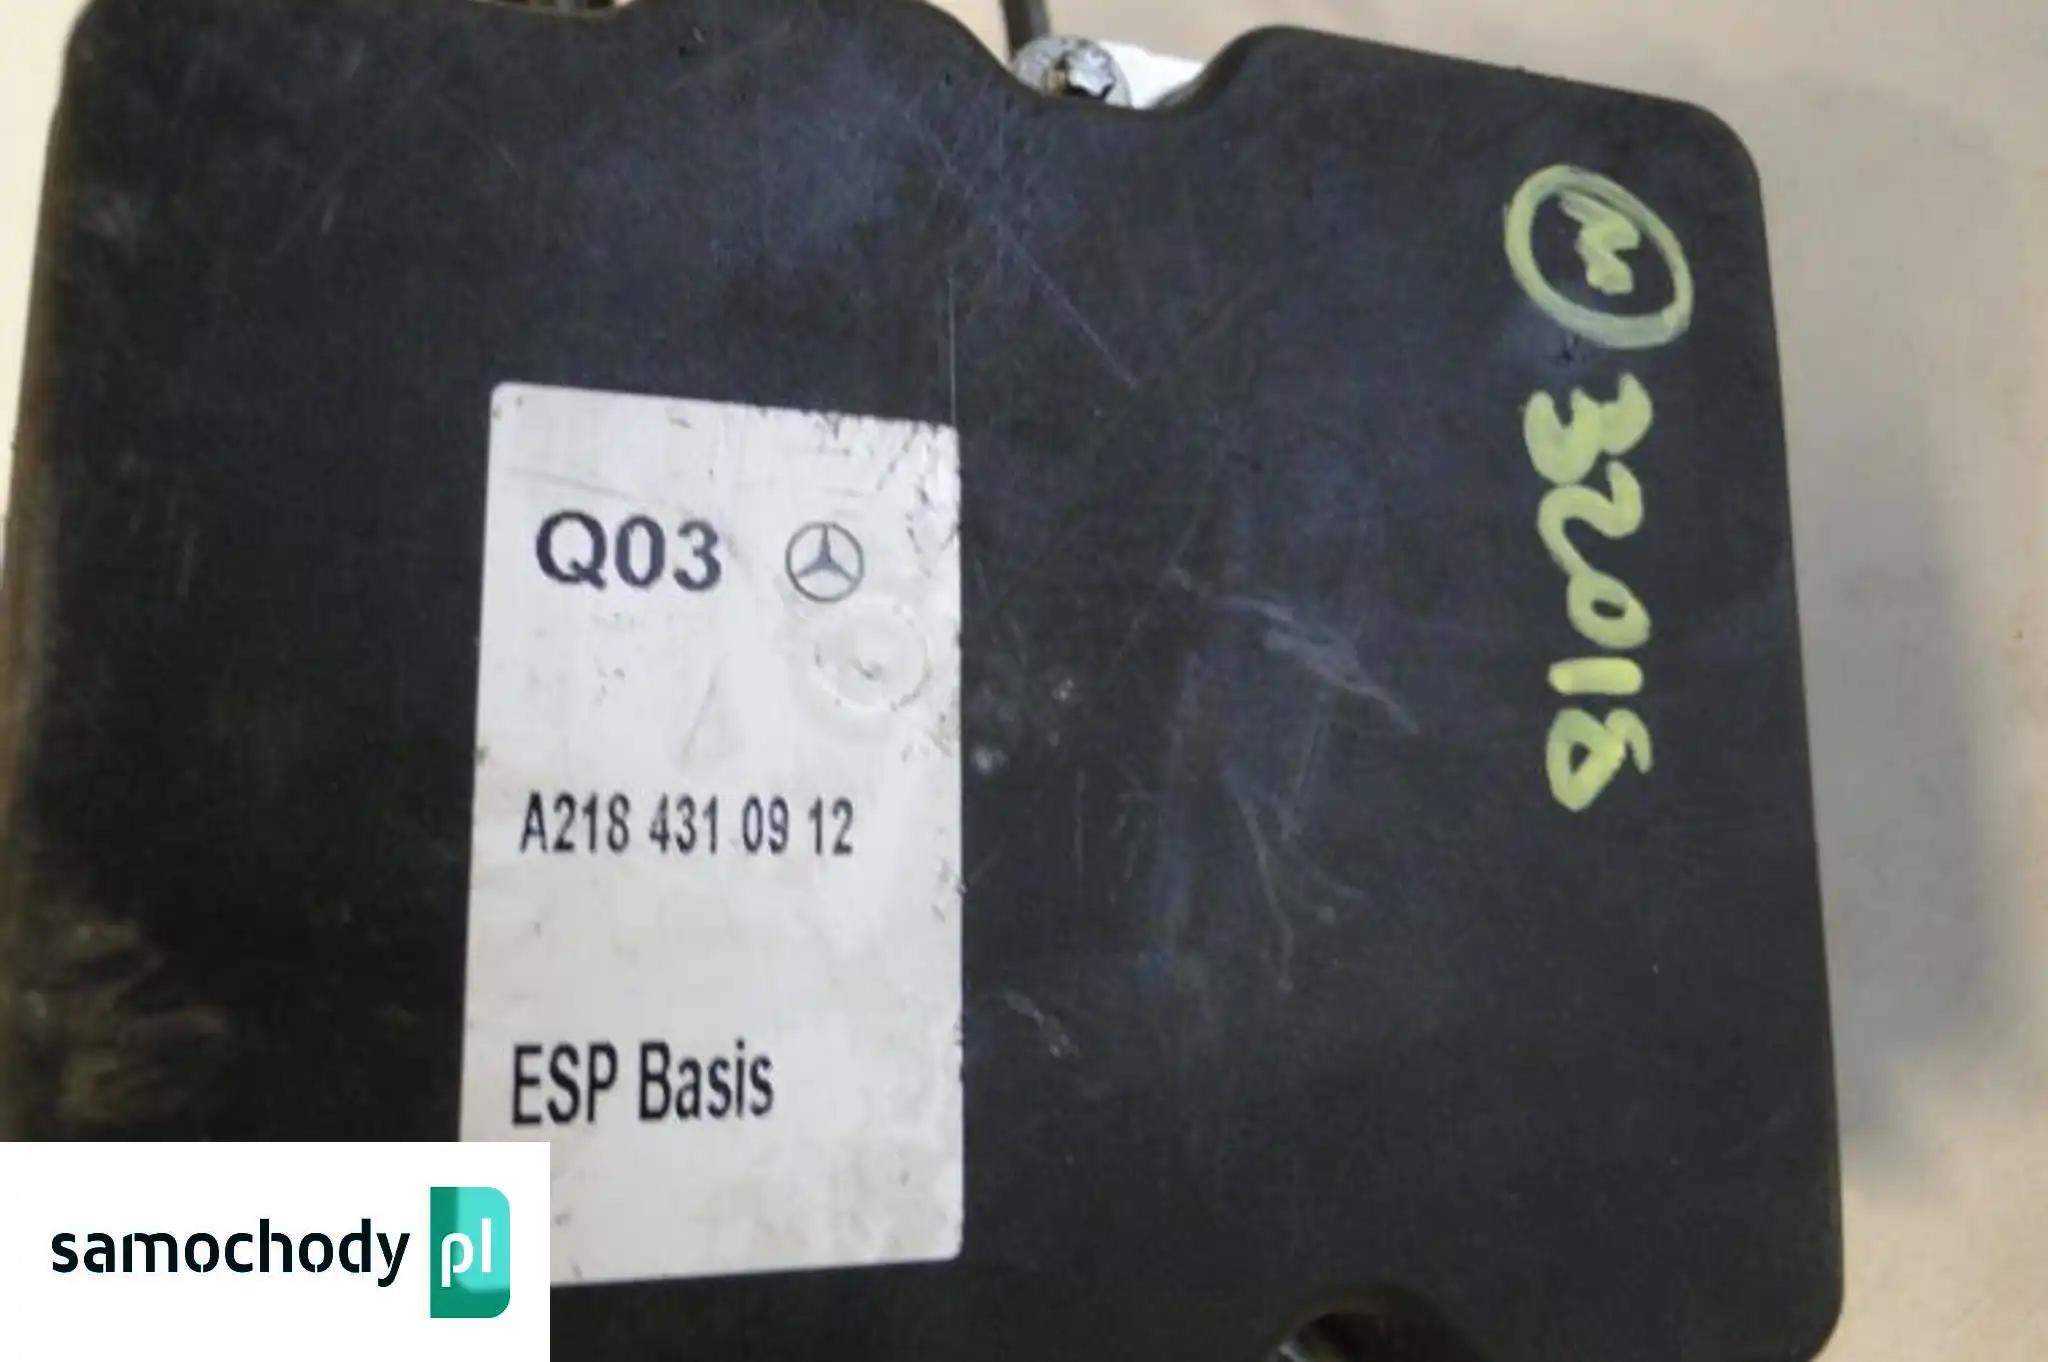 Q03
A218 431 09 12
ESP Basis
32018
samochody pl